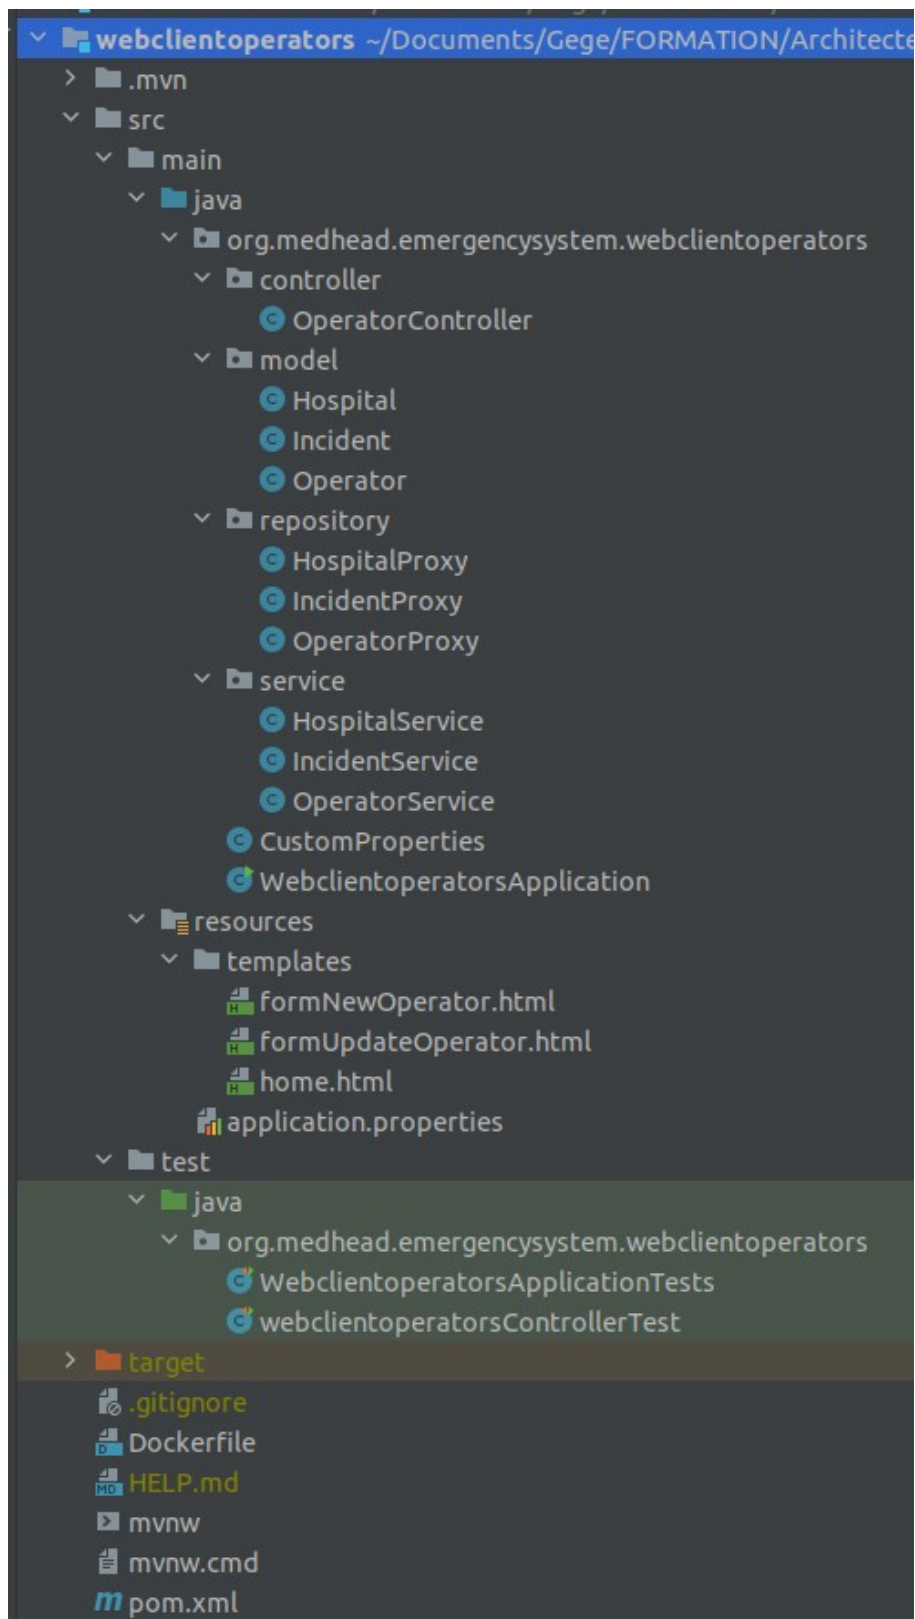 webclientoperators ~/Documents/Gege/FORMATION/Architecte
.mvn
src
main
java
org.medhead.emergencysystem.webclientoperators
controller
OperatorController
model
Hospital
Incident
Operator
repository
HospitalProxy
IncidentProxy
OperatorProxy
service
HospitalService
IncidentService
OperatorService
CustomProperties
WebclientoperatorsApplication
resources
templates
formNewOperator.html
formUpdateOperator.html
home.html
application.properties
test
java
org.medhead.emergencysystem.webclientoperators
WebclientoperatorsApplicationTests
webclientoperatorsControllerTest
target
.gitignore
Dockerfile
HELP.md
mvnw
mvnw.cmd
pom.xml